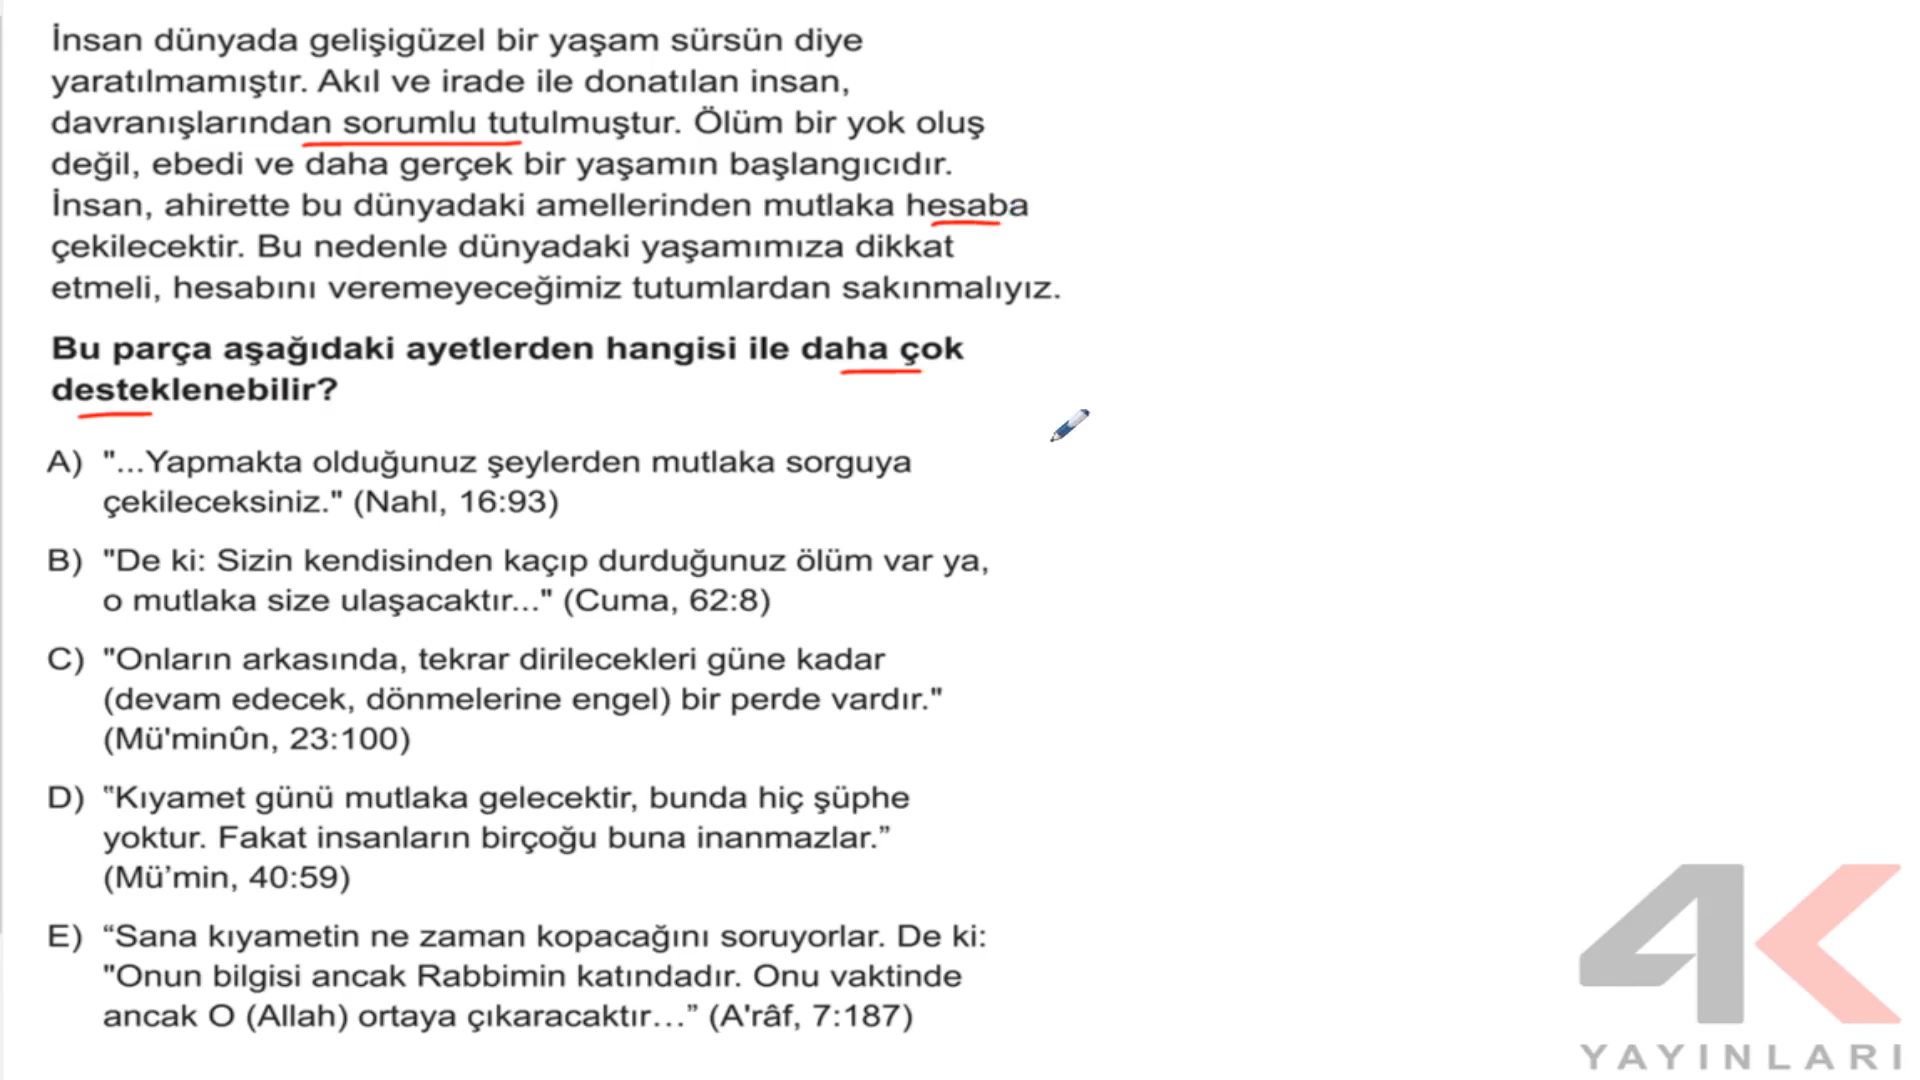 İnsan dünyada gelişigüzel bir yaşam sürsün diye
yaratılmamıştır. Akıl ve irade ile donatılan insan,
davranışlarından sorumlu tutulmuştur. Ölüm bir yok oluş
değil, ebedi ve daha gerçek bir yaşamın başlangıcıdır.
İnsan, ahirette bu dünyadaki amellerinden mutlaka hesaba
çekilecektir. Bu nedenle dünyadaki yaşamımıza dikkat
etmeli, hesabını veremeyeceğimiz tutumlardan sakınmalıyız.
Bu parça aşağıdaki ayetlerden hangisi ile daha çok
desteklenebilir?
A) "...Yapmakta olduğunuz şeylerden mutlaka sorguya
çekileceksiniz." (Nahl, 16:93)
B) "De ki: Sizin kendisinden kaçıp durduğunuz ölüm var ya,
o mutlaka size ulaşacaktır..." (Cuma, 62:8)
C) "Onların arkasında, tekrar dirilecekleri güne kadar
(devam edecek, dönmelerine engel) bir perde vardır."
(Mü'minûn, 23:100)
D) "Kıyamet günü mutlaka gelecektir, bunda hiç şüphe
yoktur. Fakat insanların birçoğu buna inanmazlar.”
(Mü’min, 40:59)
E) “Sana kıyametin ne zaman kopacağını soruyorlar. De ki:
"Onun bilgisi ancak Rabbimin katındadır. Onu vaktinde
ancak O (Allah) ortaya çıkaracaktır…” (A'râf, 7:187)
4K
YAYINLARI